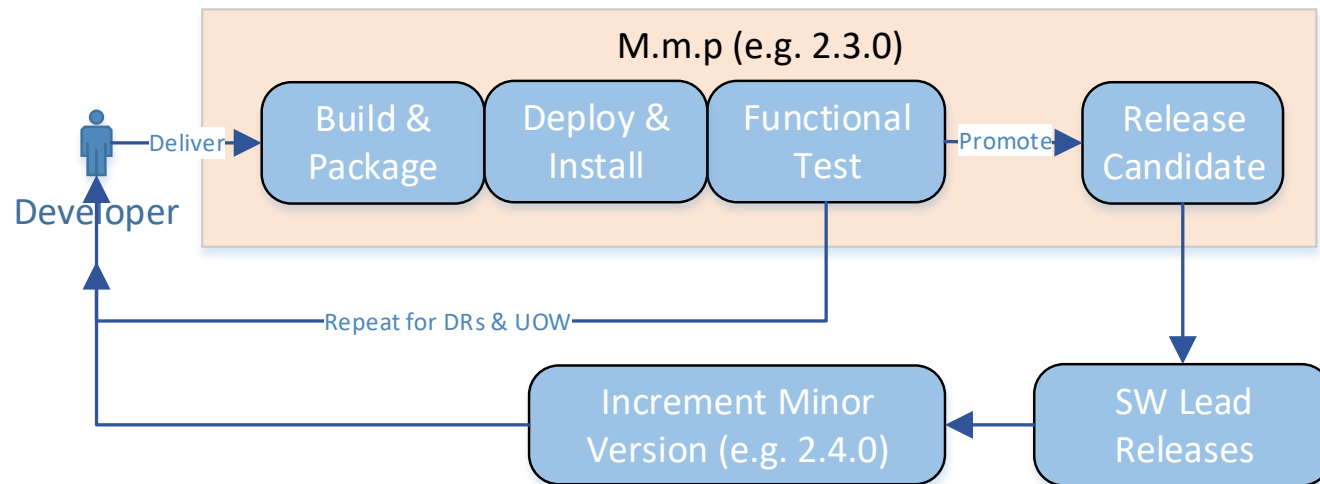 M.m.p (e.g. 2.3.0)
Developer
Deliver
Build &
Package
Deploy &
Install
Functional
Test
Promote
Release
Candidate
Repeat for DRs & UOW
Increment Minor
Version (e.g. 2.4.0)
SW Lead
Releases